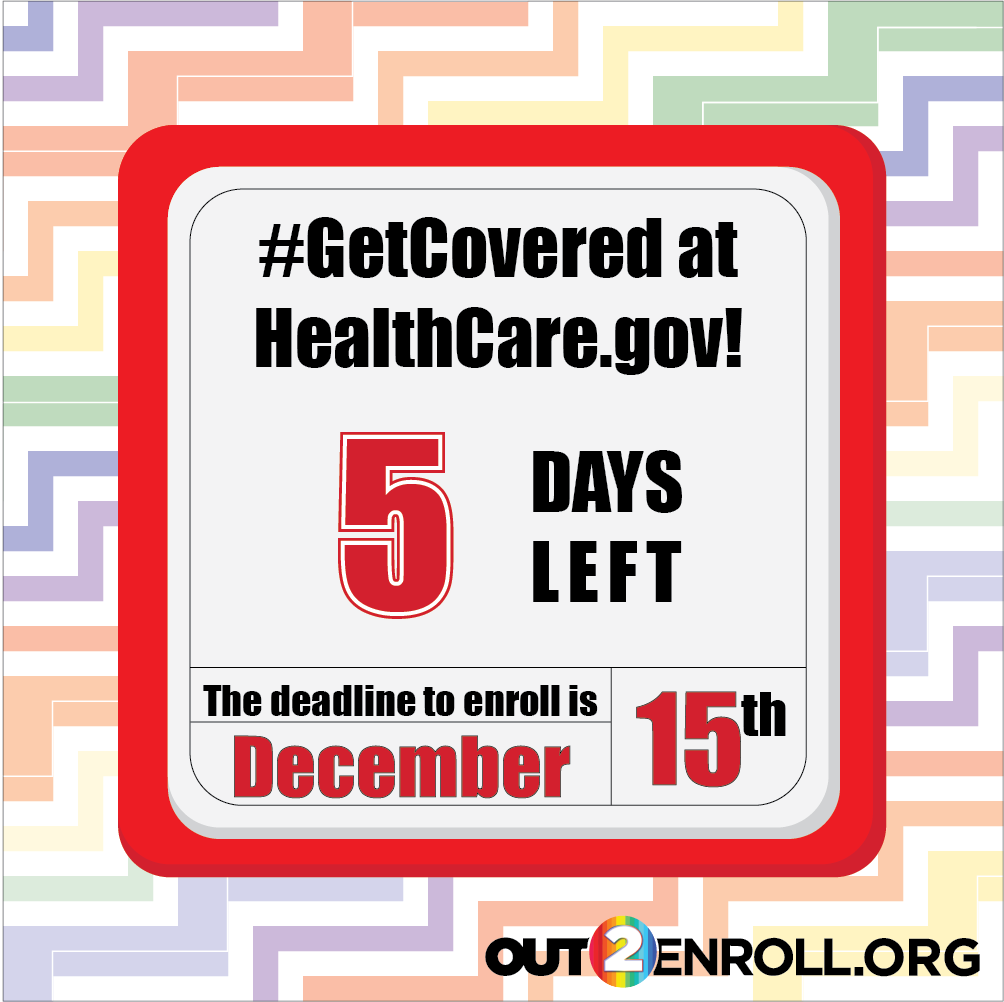 #GetCovered at
HealthCare.gov!
5 DAYS
LEFT
The deadline to enroll is
December 15th
OUT2ENROLL.ORG